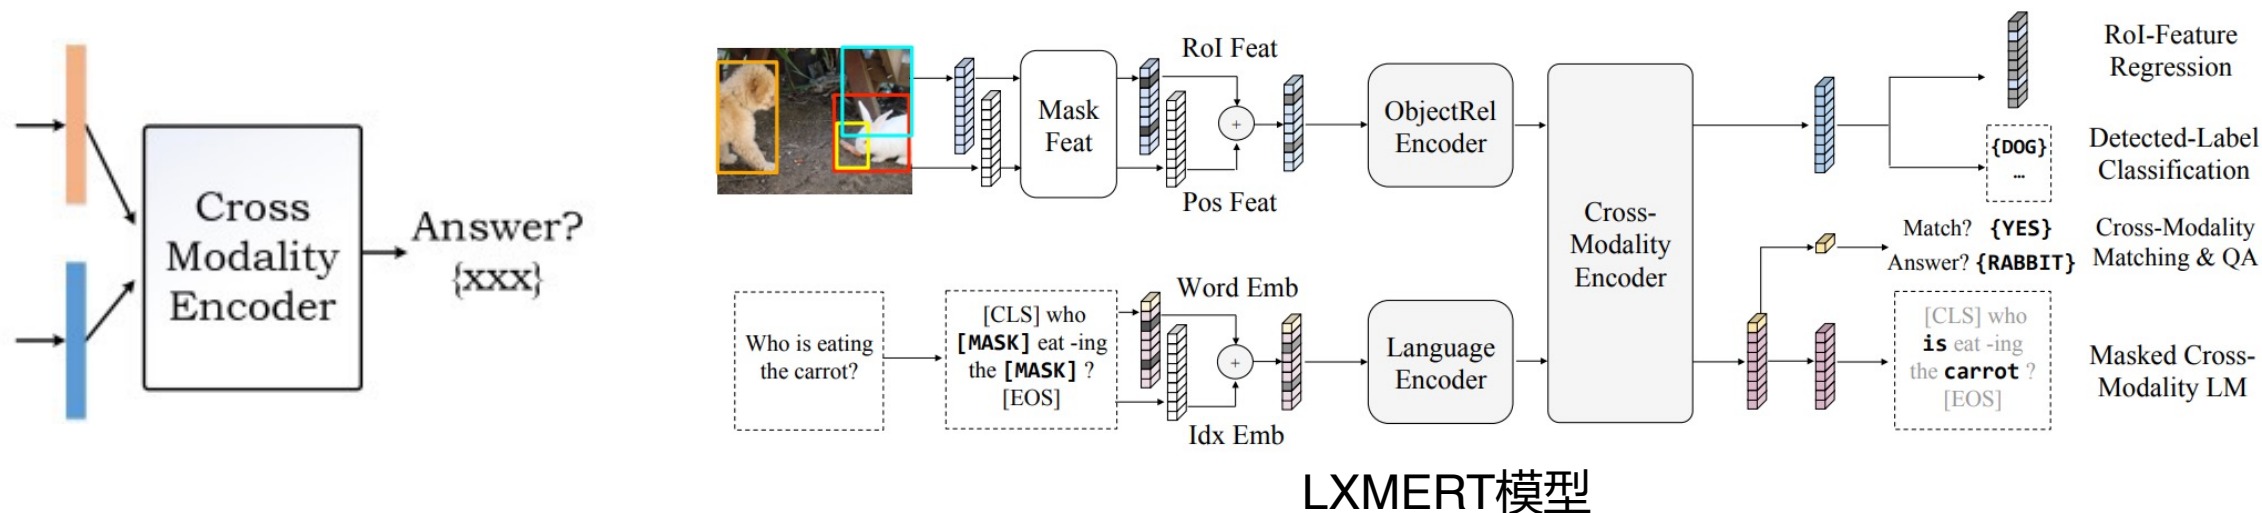 Cross
Modality
Encoder
Answer?
{xxx}
RoI Feat
Mask
Feat
Pos Feat
ObjectRel
Encoder
Who is eating
the carrot?
[CLS] who
[MASK] eat -ing
the [MASK] ?
[EOS]
Word Emb
Idx Emb
+
+
Language
Encoder
Cross-
Modality
Encoder
RoI-Feature
Regression
{DOG}
...
Detected-Label
Classification
Match? {YES}
Answer? {RABBIT}
Cross-Modality
Matching & QA
[CLS] who
is eat -ing
the carrot ?
[EOS]
Masked Cross-
Modality LM
LXMERT模型